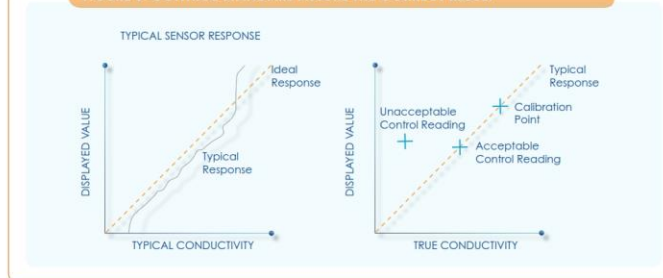 TYPICAL SENSOR RESPONSE
Ideal
Response
Typical
Response
DISPLAYED VALUE
TYPICAL CONDUCTIVITY
Typical
Response
Unacceptable
Control Reading
Calibration
Point
Acceptable
Control Reading
DISPLAYED VALUE
TRUE CONDUCTIVITY